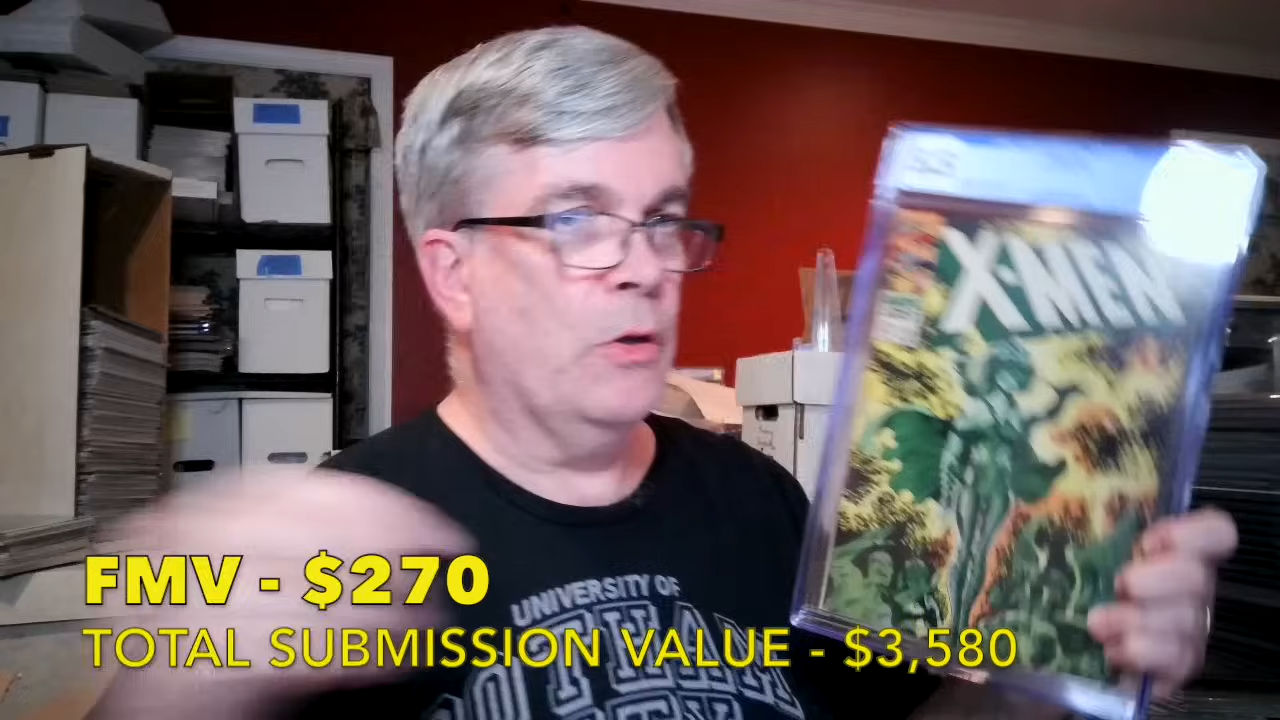 X-MEN
FMV - $270
UNIVERSITY OF
TOTAL SUBMISSION VALUE - $3,580